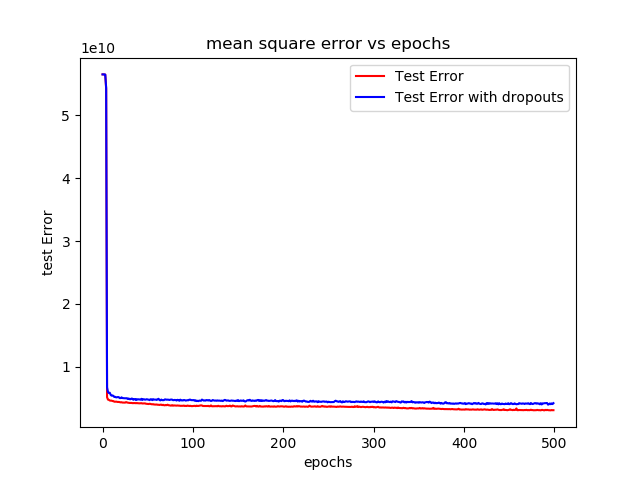 mean square error vs epochs
1e10
Test Error
Test Error with dropouts
5
4
3
2
1
test Error
0 100 200 300 400 500
epochs